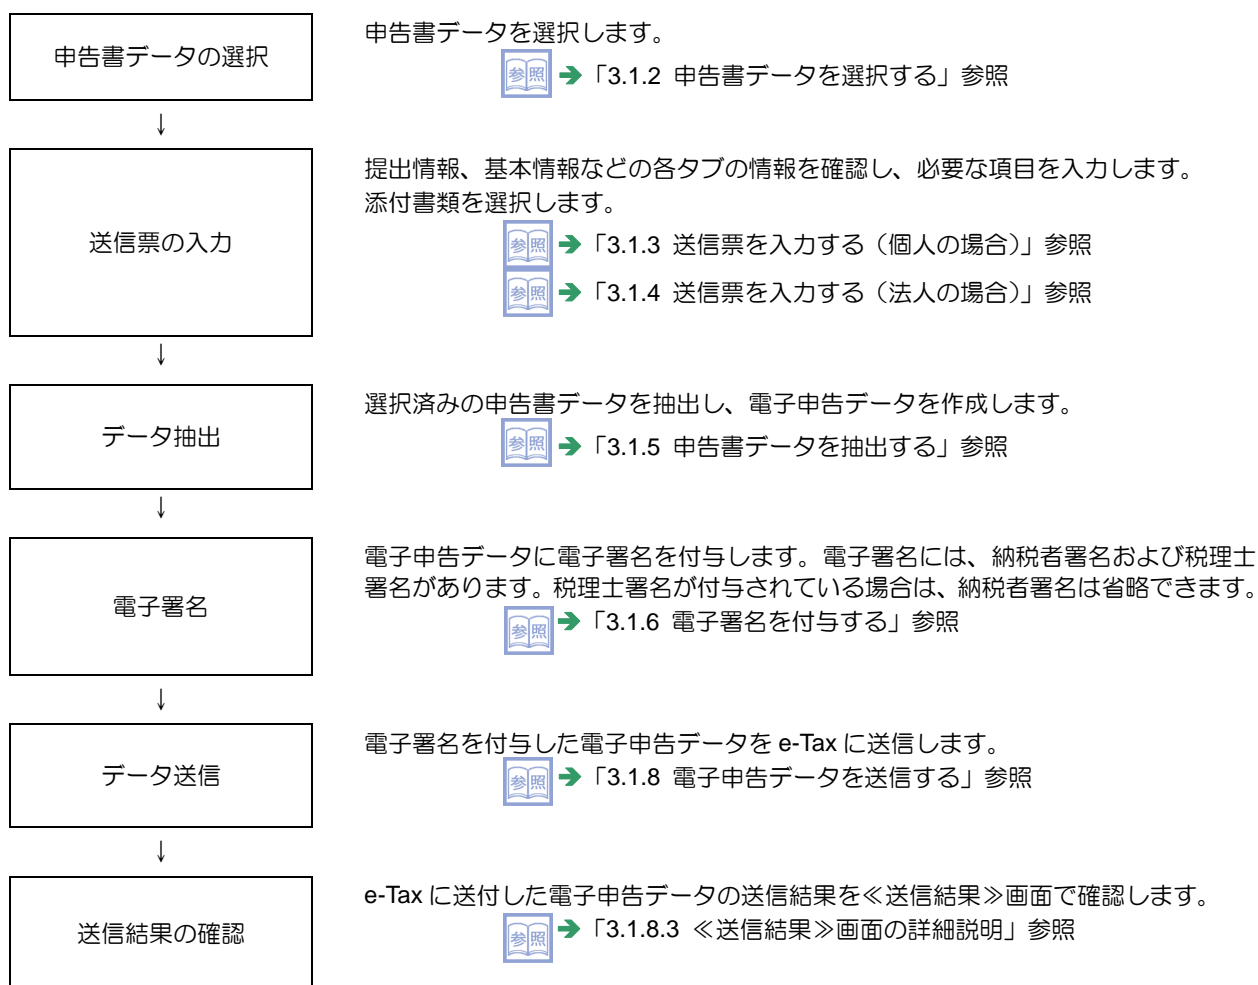 申告書データの選択
申告書データを選択します。
参照 → 「3.1.2 申告書データを選択する」参照
↓
送信票の入力
提出情報、基本情報などの各タブの情報を確認し、必要な項目を入力します。
添付書類を選択します。
参照 → 「3.1.3 送信票を入力する（個人の場合）」参照
参照 → 「3.1.4 送信票を入力する（法人の場合）」参照
↓
データ抽出
選択済みの申告書データを抽出し、電子申告データを作成します。
参照 → 「3.1.5 申告書データを抽出する」参照
↓
電子署名
電子申告データに電子署名を付与します。電子署名には、納税者署名および税理士
署名があります。税理士署名が付与されている場合は、納税者署名は省略できます。
参照 → 「3.1.6 電子署名を付与する」参照
↓
データ送信
電子署名を付与した電子申告データを e-Tax に送信します。
参照 → 「3.1.8 電子申告データを送信する」参照
↓
送信結果の確認
e-Tax に送付した電子申告データの送信結果を≪送信結果≫画面で確認します。
参照 → 「3.1.8.3 ≪送信結果≫画面の詳細説明」参照